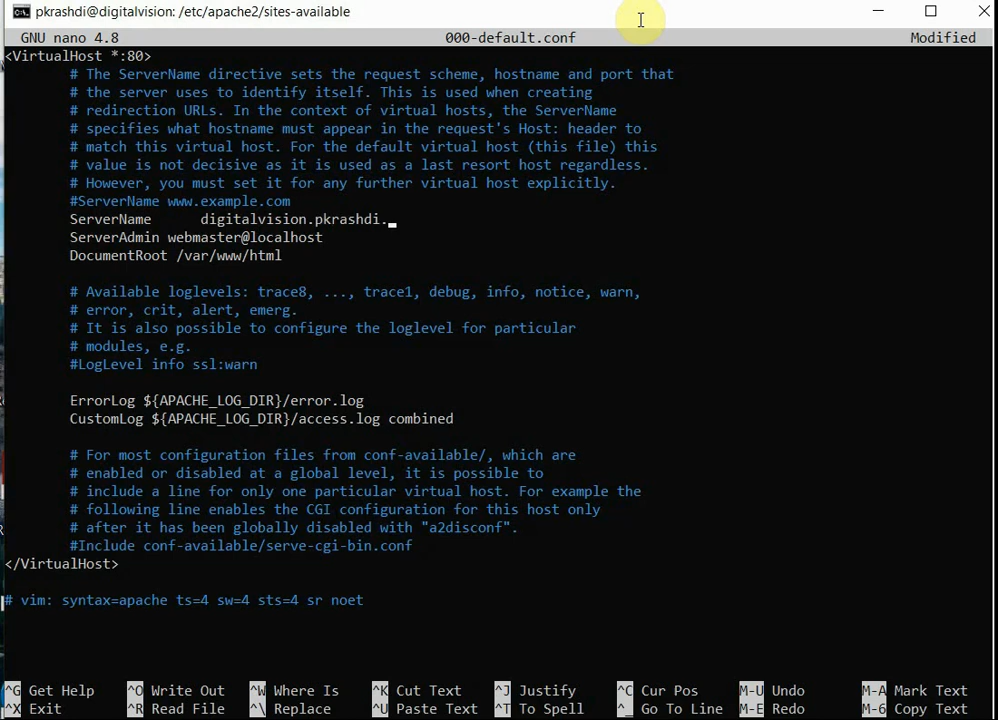 pkrashdi@digitalvision: /etc/apache2/sites-available
GNU nano 4.8 000-default.conf Modified
<VirtualHost *:80>
# The ServerName directive sets the request scheme, hostname and port that
# the server uses to identify itself. This is used when creating
# redirection URLs. In the context of virtual hosts, the ServerName
# specifies what hostname must appear in the request's Host: header to
# match this virtual host. For the default virtual host (this file) this
# value is not decisive as it is used as a last resort host regardless.
# However, you must set it for any further virtual host explicitly.
#ServerName www.example.com
ServerName digitalvision.pkrashdi.
ServerAdmin webmaster@localhost
DocumentRoot /var/www/html
# Available loglevels: trace8, ..., trace1, debug, info, notice, warn,
# error, crit, alert, emerg.
# It is also possible to configure the loglevel for particular
# modules, e.g.
#LogLevel info ssl:warn
ErrorLog ${APACHE_LOG_DIR}/error.log
CustomLog ${APACHE_LOG_DIR}/access.log combined
# For most configuration files from conf-available/, which are
# enabled or disabled at a global level, it is possible to
# include a line for only one particular virtual host. For example the
# following line enables the CGI configuration for this host only
# after it has been globally disabled with "a2disconf".
#Include conf-available/serve-cgi-bin.conf
</VirtualHost>
# vim: syntax=apache ts=4 sw=4 sts=4 sr noet
^G Get Help ^O Write Out ^W Where Is ^K Cut Text ^J Justify ^C Cur Pos M-U Undo M-A Mark Text
^X Exit ^R Read File ^\ Replace ^U Paste Text ^T To Spell ^_ Go To Line M-E Redo M-6 Copy Text